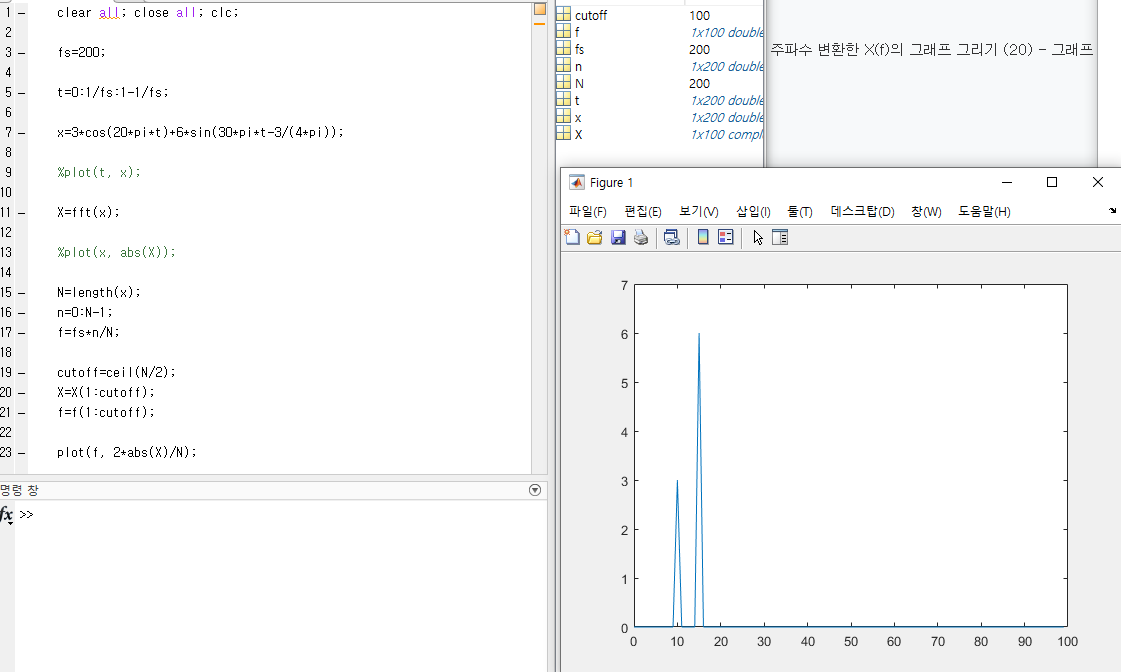 1 – clear all; close all; clc;
2
3 – fs=200;
4
5 – t=0:1/fs:1-1/fs;
6
7 – x=3*cos(20*pi*t)+6*sin(30*pi*t-3/(4*pi));
8
9 %plot(t, x);
10
11 – X=fft(x);
12
13 %plot(x, abs(X));
14
15 – N=length(x);
16 – n=0:N-1;
17 – f=fs*n/N;
18
19 – cutoff=ceil(N/2);
20 – X=X(1:cutoff);
21 – f=f(1:cutoff);
22
23 – plot(f, 2*abs(X)/N);
명령 창
fx >>
cutoff 100
f 1x100 double
fs 200
n 1x200 double
N 200
t 1x200 double
x 1x200 double
X 1x100 compl
주파수 변환한 X(f)의 그래프 그리기 (20) - 그래프
Figure 1
파일(F) 편집(E) 보기(V) 삽입(I) 툴(T) 데스크탑(D) 창(W) 도움말(H)
7
6
5
4
3
2
1
0
0 10 20 30 40 50 60 70 80 90 100